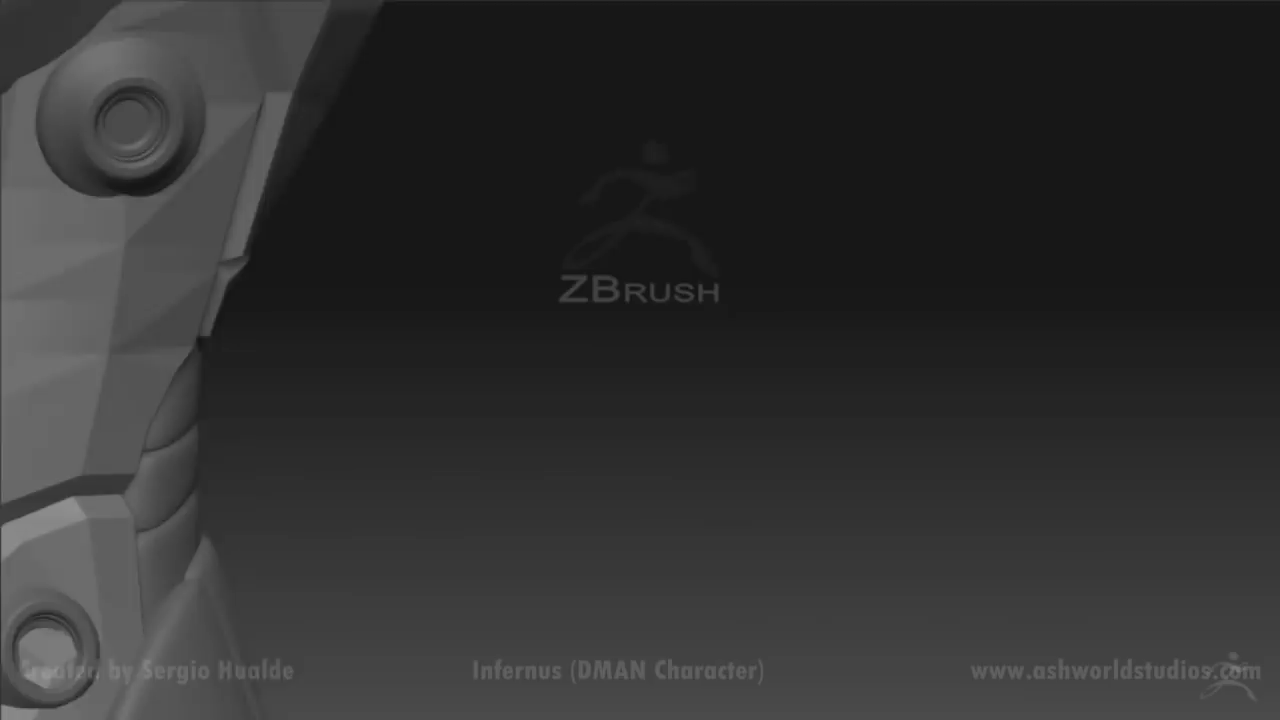 ZBRUSH
Created by Sergio Hualde
Infernus (DMAN Character)
www.ashworldstudios.com